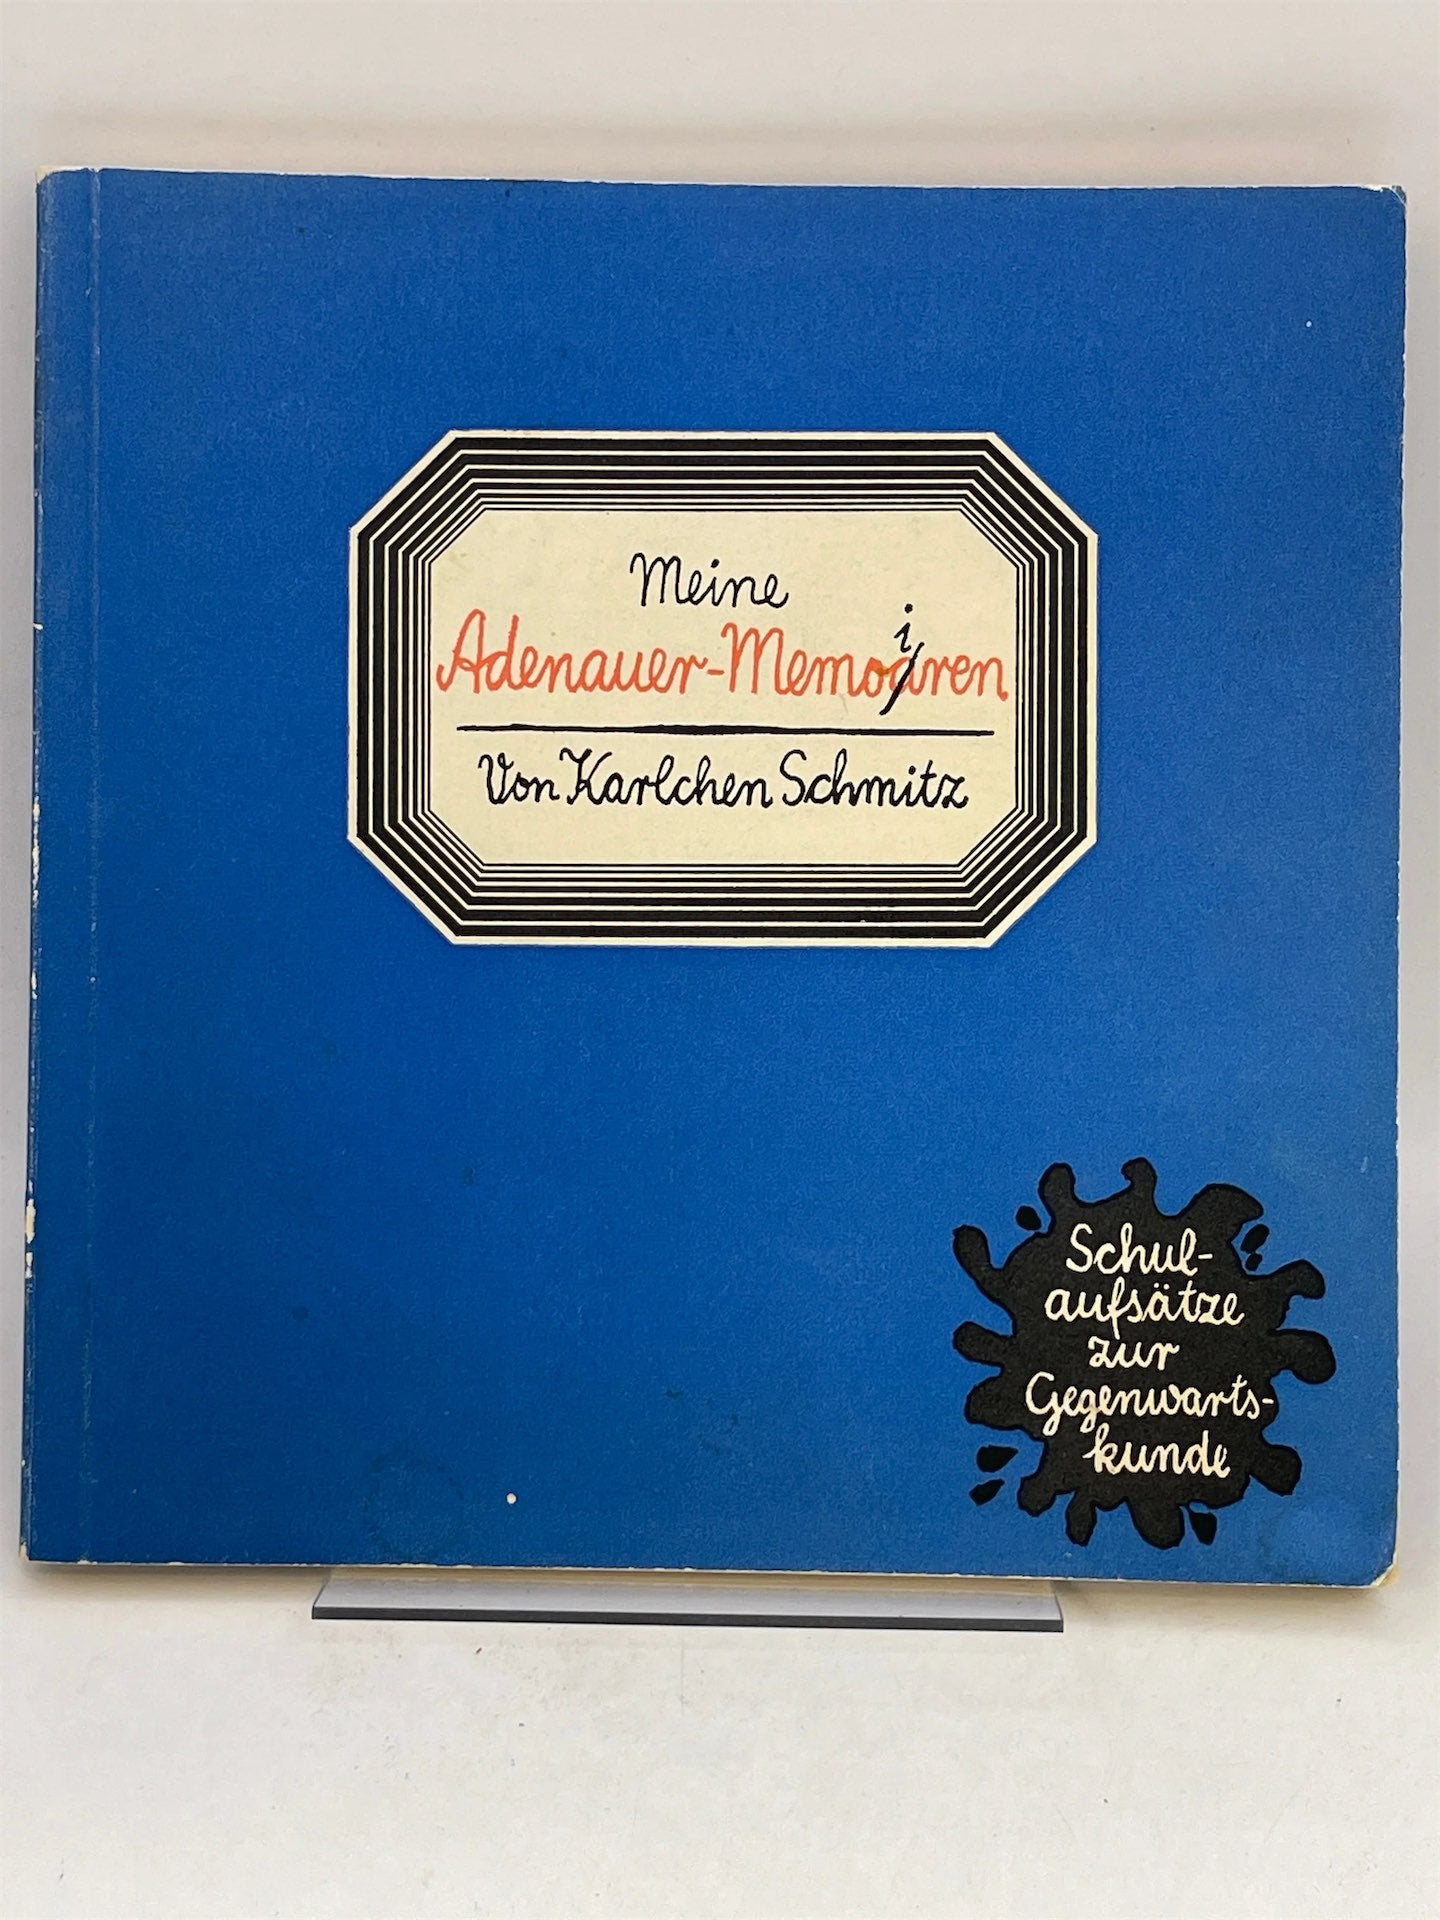 Meine
Adenauer-Memoiren
Von Karlchen Schmitz
Schul-
aufsätze
zur
Gegenwarts-
kunde